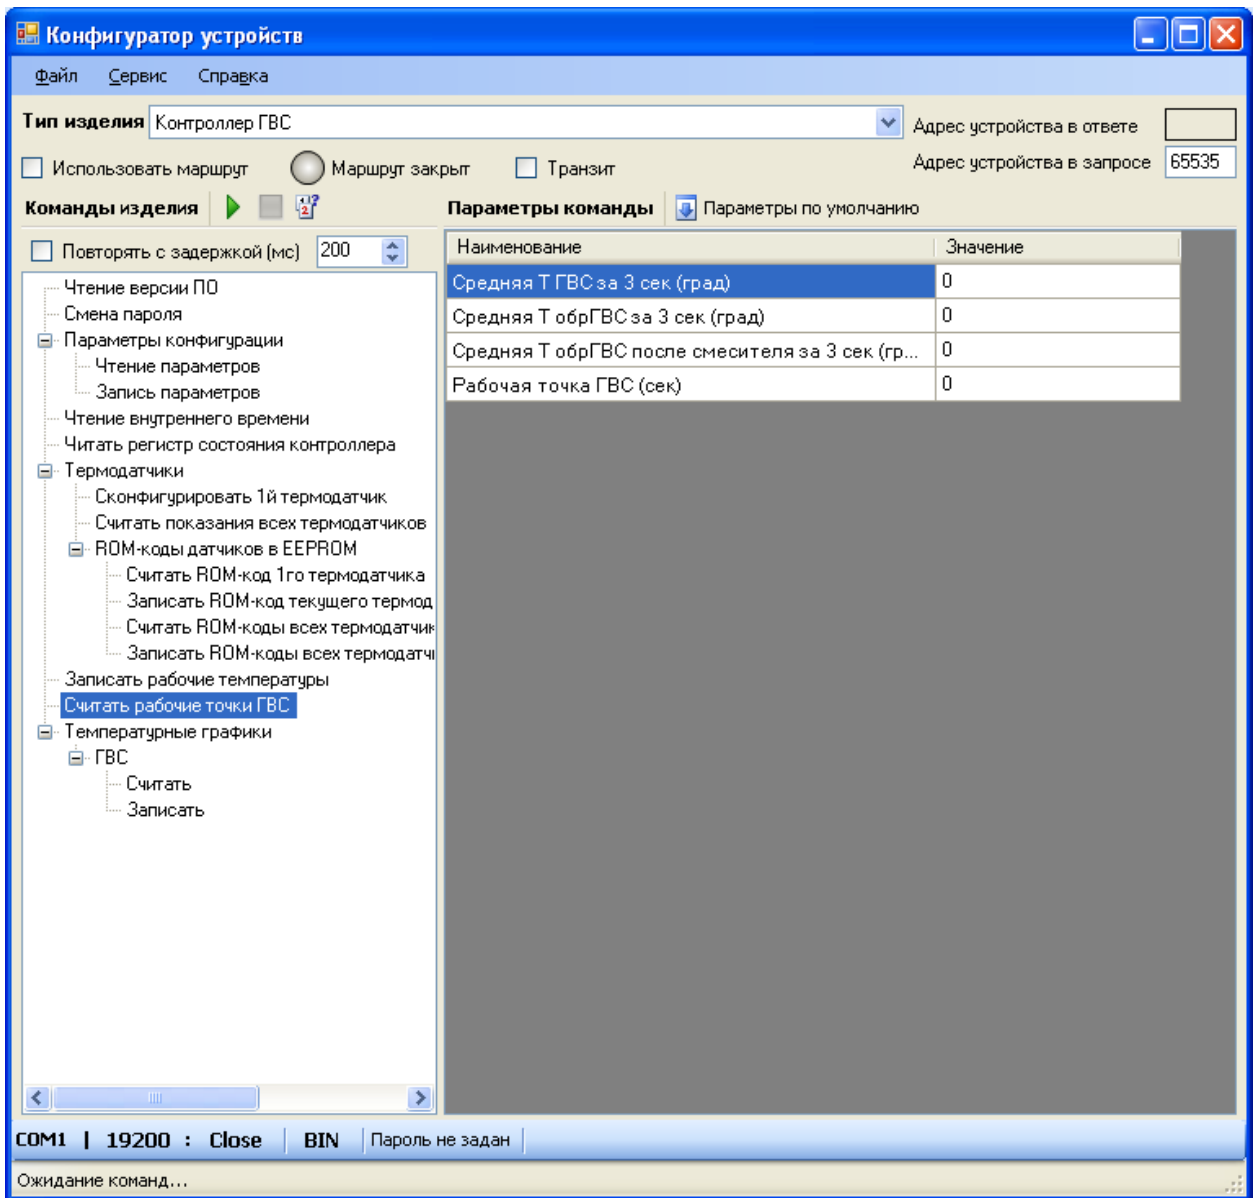 Конфигуратор устройств
Файл Сервис Справка
Тип изделия Контроллер ГВС Адрес устройства в ответе
Использовать маршрут Маршрут закрыт Транзит Адрес устройства в запросе 65535
Команды изделия Параметры команды Параметры по умолчанию
Повторять с задержкой (мс) 200
Наименование Значение
Средняя Т ГВС за 3 сек (град) 0
Средняя Т обрГВС за 3 сек (град) 0
Средняя Т обрГВС после смесителя за 3 сек (гр... 0
Рабочая точка ГВС (сек) 0
Чтение версии ПО
Смена пароля
Параметры конфигурации
Чтение параметров
Запись параметров
Чтение внутреннего времени
Читать регистр состояния контроллера
Термодатчики
Сконфигурировать 1й термодатчик
Считать показания всех термодатчиков
ROM-коды датчиков в EEPROM
Считать ROM-код 1го термодатчика
Записать ROM-код текущего термод
Считать ROM-коды всех термодатчик
Записать ROM-коды всех термодатч
Записать рабочие температуры
Считать рабочие точки ГВС
Температурные графики
ГВС
Считать
Записать
COM1 | 19200 : Close BIN Пароль не задан
Ожидание команд...